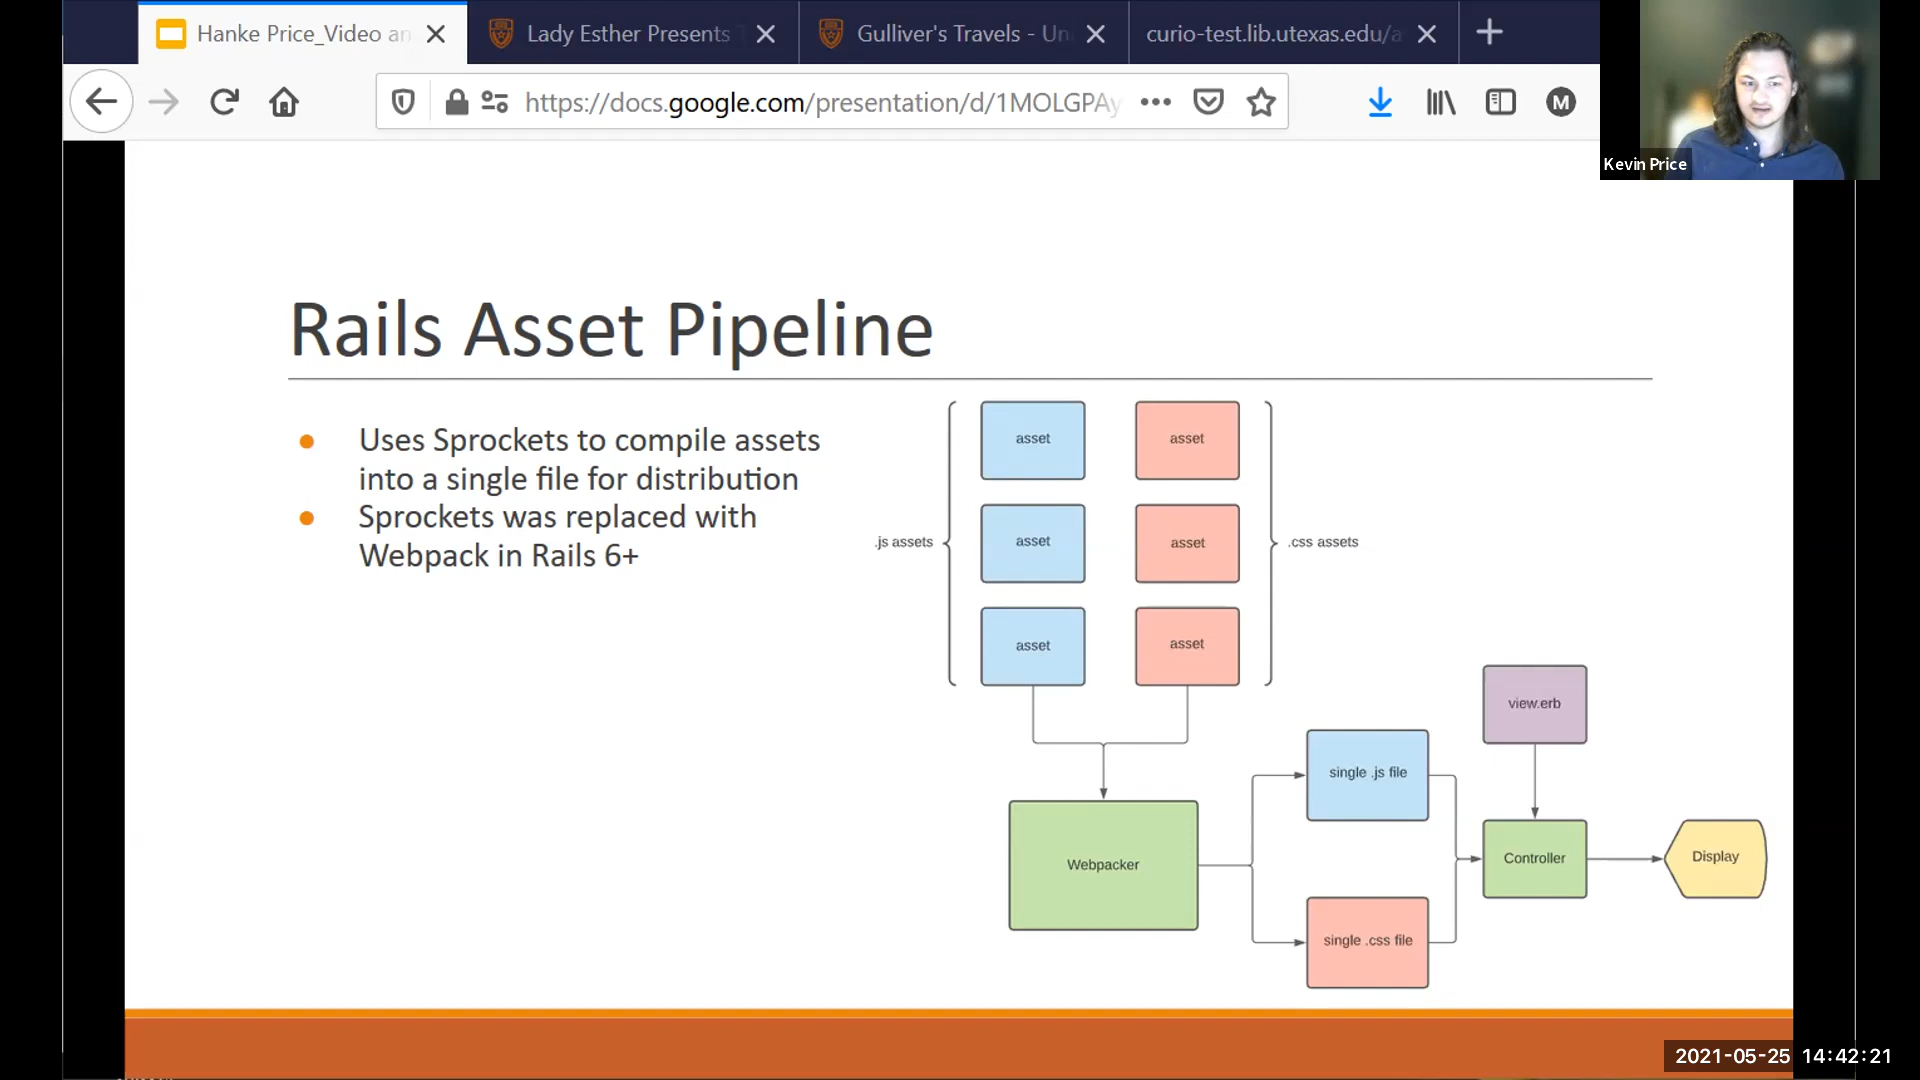 Hanke Price_Video an
Lady Esther Presents
Gulliver's Travels - Un
curio-test.lib.utexas.edu/a
https://docs.google.com/presentation/d/1MOLGPAy
M
Kevin Price
Rails Asset Pipeline
Uses Sprockets to compile assets
into a single file for distribution
Sprockets was replaced with
Webpack in Rails 6+
asset
asset
.js assets
asset
asset
.css assets
asset
asset
view.erb
single .js file
Webpacker
Controller
Display
single .css file
2021-05-25 14:42:21